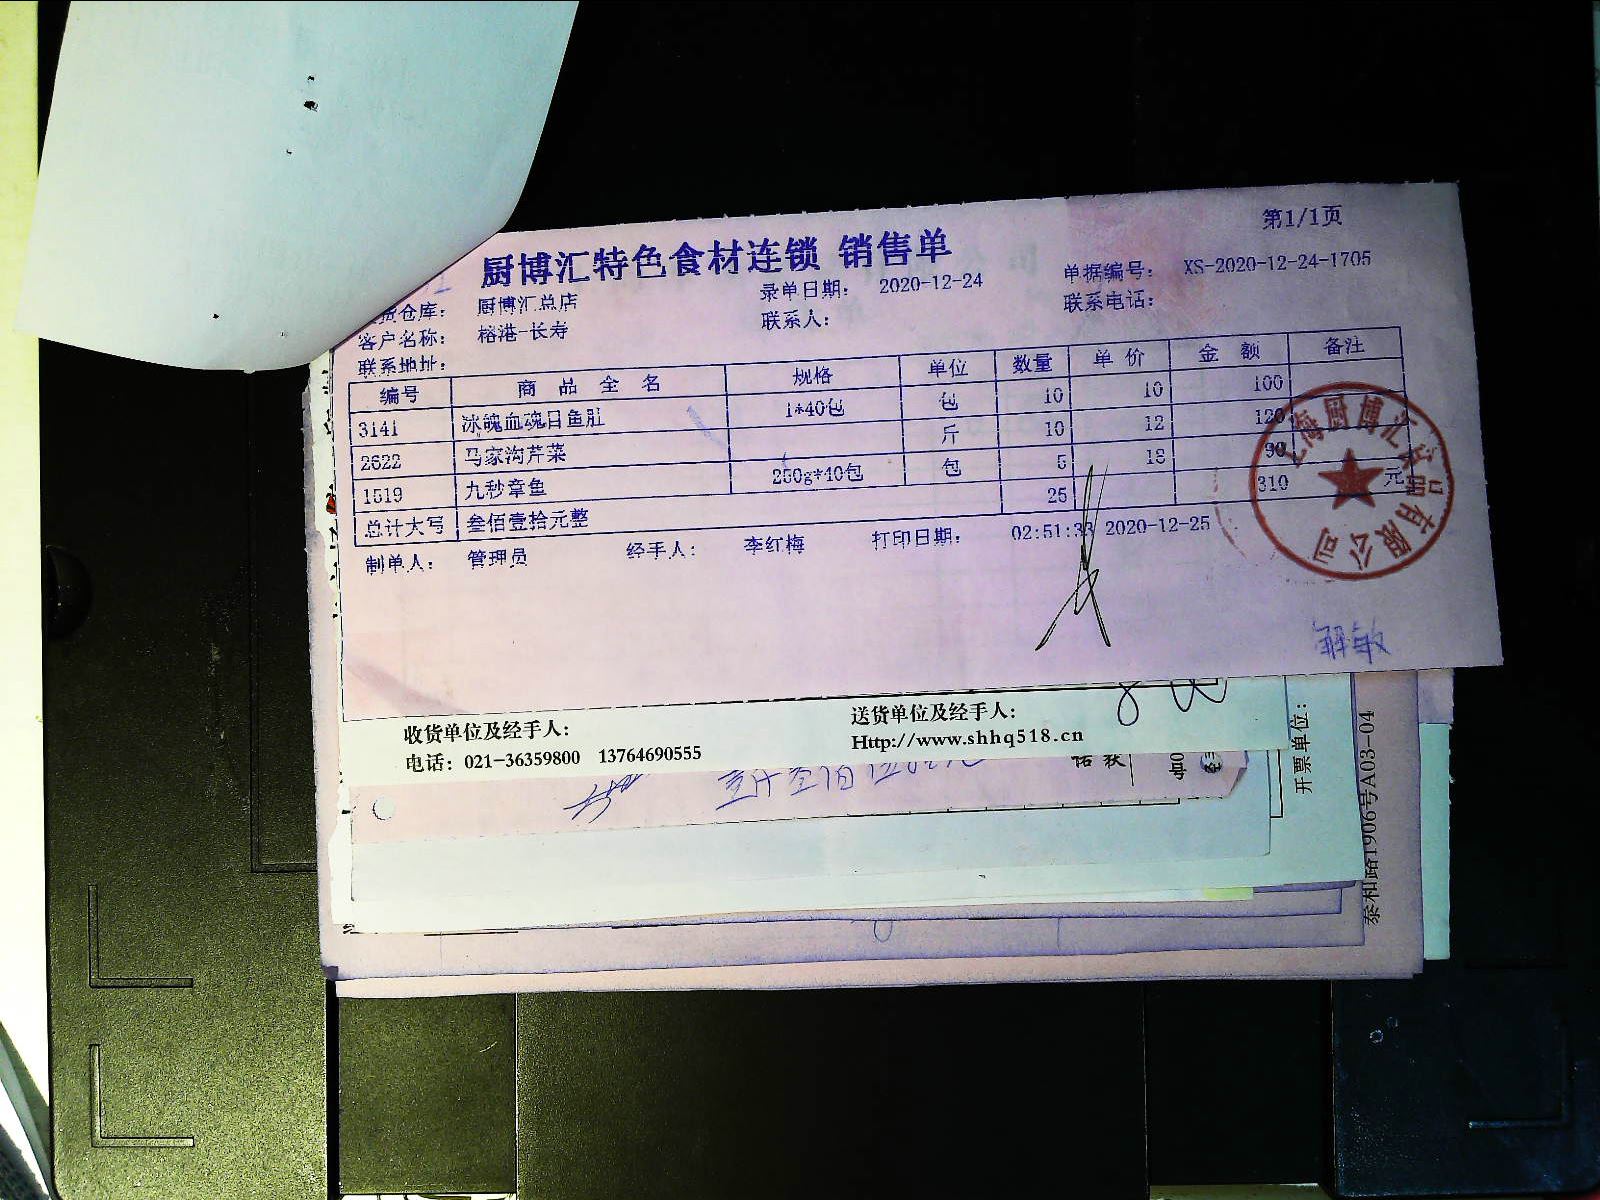 第1/1页
厨博汇特色食材连锁 销售单
货仓库： 厨博汇总店 录单日期： 2020-12-24 单据编号： XS-2020-12-24-1705
客户名称： 榕港-长寿 联系人： 联系电话：
联系地址：
编号 商品全名 规格 单位 数量 单价 金额 备注
3141 冰魄血魂目鱼肚 1*40包 包 10 10 100
2622 马家沟芹菜 斤 10 12 120
1519 九秒章鱼 250g*40包 包 5 18 90
总计大写 叁佰壹拾元整 25 310 元
制单人： 管理员 经手人： 李红梅 打印日期： 02:51:33 2020-12-25
上海厨博汇食品有限公司
解敏
收货单位及经手人： 送货单位及经手人：
电话：021-36359800 13764690555 Http://www.shhq518.cn
开票单位：
泰和路1906号A03-04